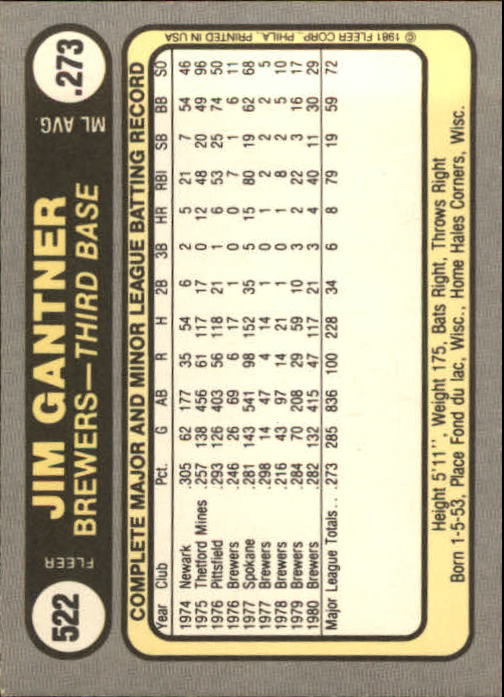 522
FLEER
JIM GANTNER
BREWERS—THIRD BASE
ML AVG.
.273
COMPLETE MAJOR AND MINOR LEAGUE BATTING RECORD
Year Club Pct. G AB R H 2B 3B HR RBI SB BB SO
1974 Newark .305 62 177 35 54 6 2 5 21 7 54 46
1975 Thetford Mines .257 138 456 61 117 17 0 12 48 20 49 96
1976 Pittsfield .293 126 403 56 118 21 1 6 53 25 74 50
1976 Brewers .246 26 69 6 17 1 0 0 7 1 6 11
1977 Spokane .281 143 541 98 152 35 5 15 80 19 62 68
1977 Brewers .298 14 47 4 14 1 0 1 2 2 2 5
1978 Brewers .216 43 97 14 21 1 0 1 8 2 5 10
1979 Brewers .284 70 208 29 59 10 3 2 22 3 16 17
1980 Brewers .282 132 415 47 117 21 3 4 40 11 30 29
Major League Totals... .273 285 836 100 228 34 6 8 79 19 59 72
Height 5'11", Weight 175, Bats Right, Throws Right
Born 1-5-53, Place Fond du lac, Wisc., Home Hales Corners, Wisc.
© 1981 FLEER CORP., PHILA., PRINTED IN USA